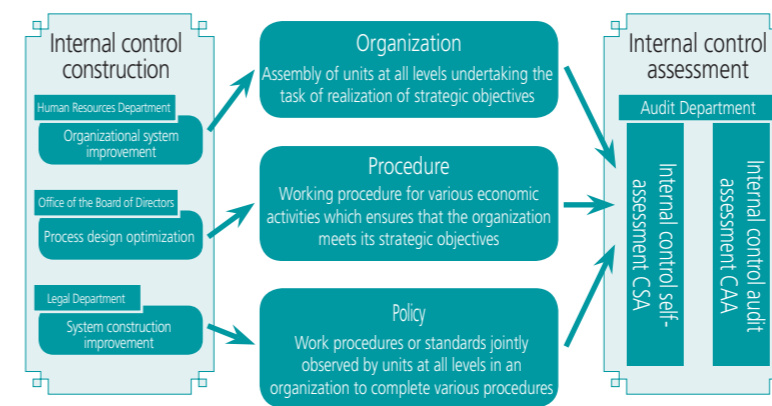 Internal control
construction
Human Resources Department
Organizational system
improvement
Office of the Board of Directors
Process design optimization
Legal Department
System construction
improvement
Organization
Assembly of units at all levels undertaking the
task of realization of strategic objectives
Procedure
Working procedure for various economic
activities which ensures that the organization
meets its strategic objectives
Policy
Work procedures or standards jointly
observed by units at all levels in an
organization to complete various procedures
Internal control
assessment
Audit Department
Internal control self-
assessment CSA
Internal control audit
assessment CAA